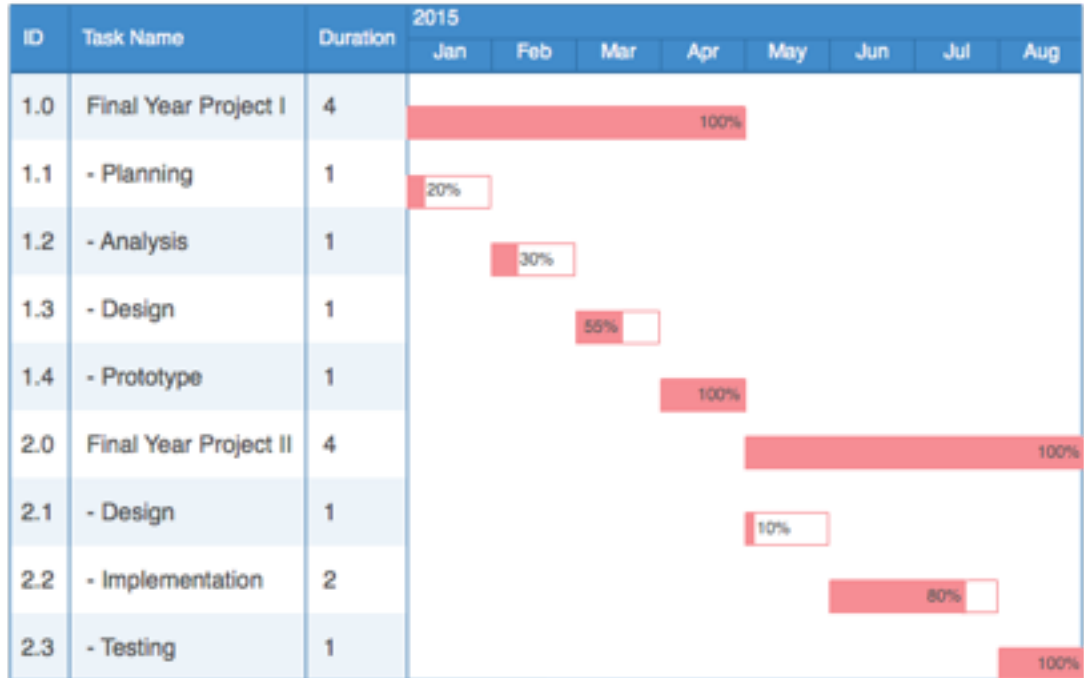 2015
ID Task Name Duration Jan Feb Mar Apr May Jun Jul Aug
1.0 Final Year Project I 4 100%
1.1 - Planning 1 20%
1.2 - Analysis 1 30%
1.3 - Design 1 55%
1.4 - Prototype 1 100%
2.0 Final Year Project II 4 100%
2.1 - Design 1 10%
2.2 - Implementation 2 80%
2.3 - Testing 1 100%